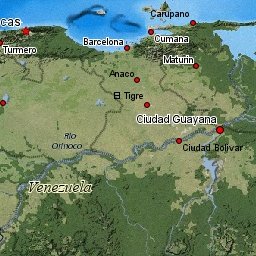 Carupano
cas
Turmero
Barcelona
Cumana
Maturin
Anaco
El Tigre
Ciudad Guayana
Rio
Orinoco
Ciudad Bolivar
Venezuela